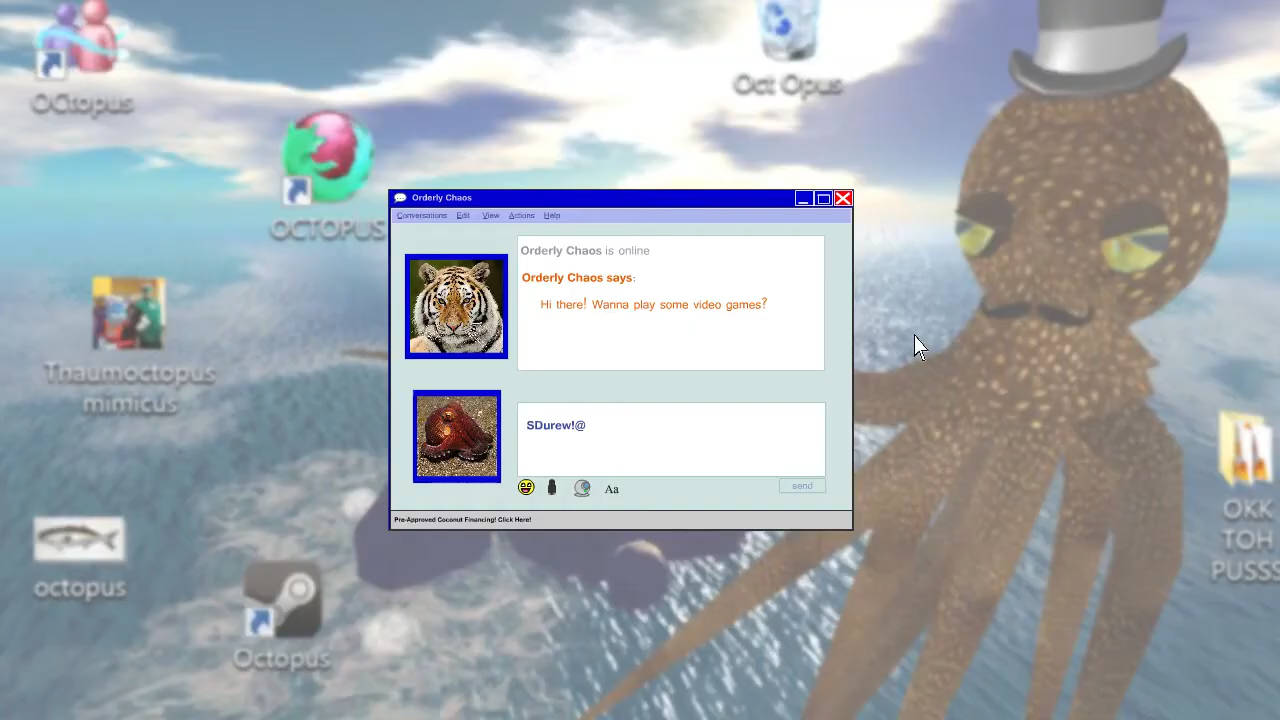 OCtopus
Oct Opus
OCTOPUS
Orderly Chaos
Conversations Edit View Actions Help
Orderly Chaos is online
Orderly Chaos says:
Hi there! Wanna play some video games?
Thaumoctopus
mimicus
SDurew!@
Aa
send
Pre-Approved Coconut Financing! Click Here!
octopus
Octopus
OKK
TOH
PUSSS